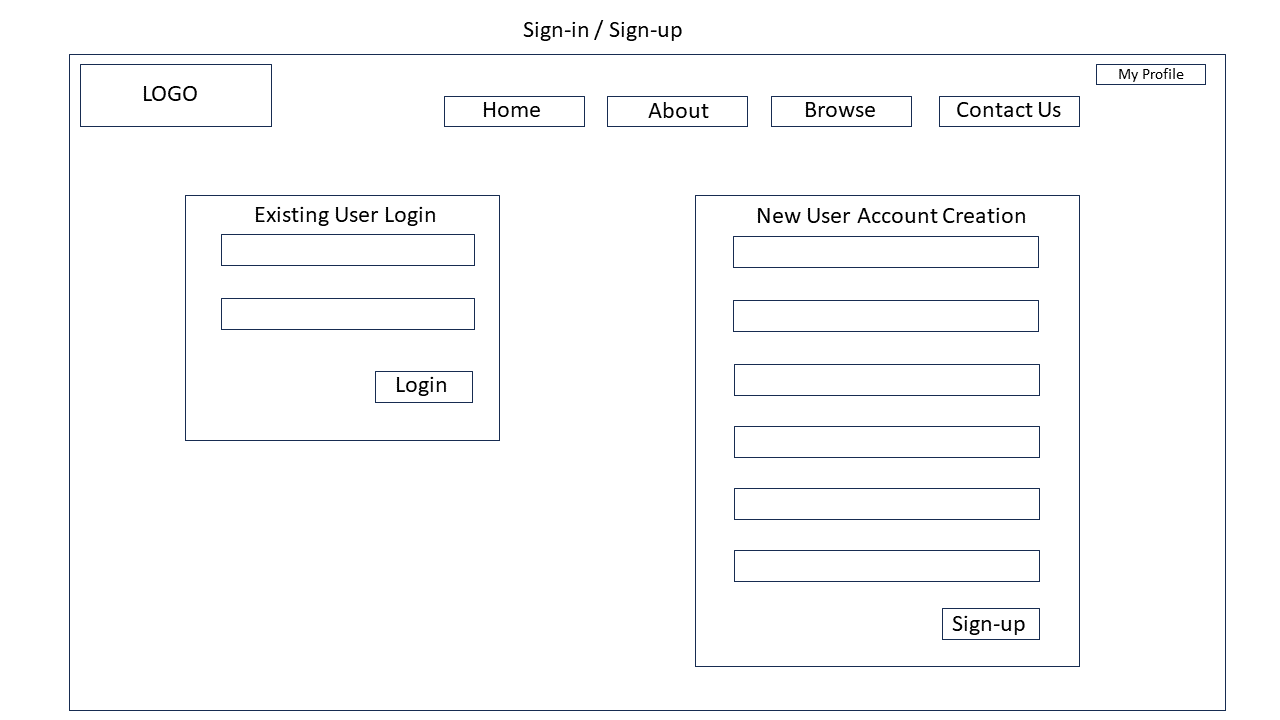 Sign-in / Sign-up
LOGO
My Profile
Home
About
Browse
Contact Us
Existing User Login
Login
New User Account Creation
Sign-up